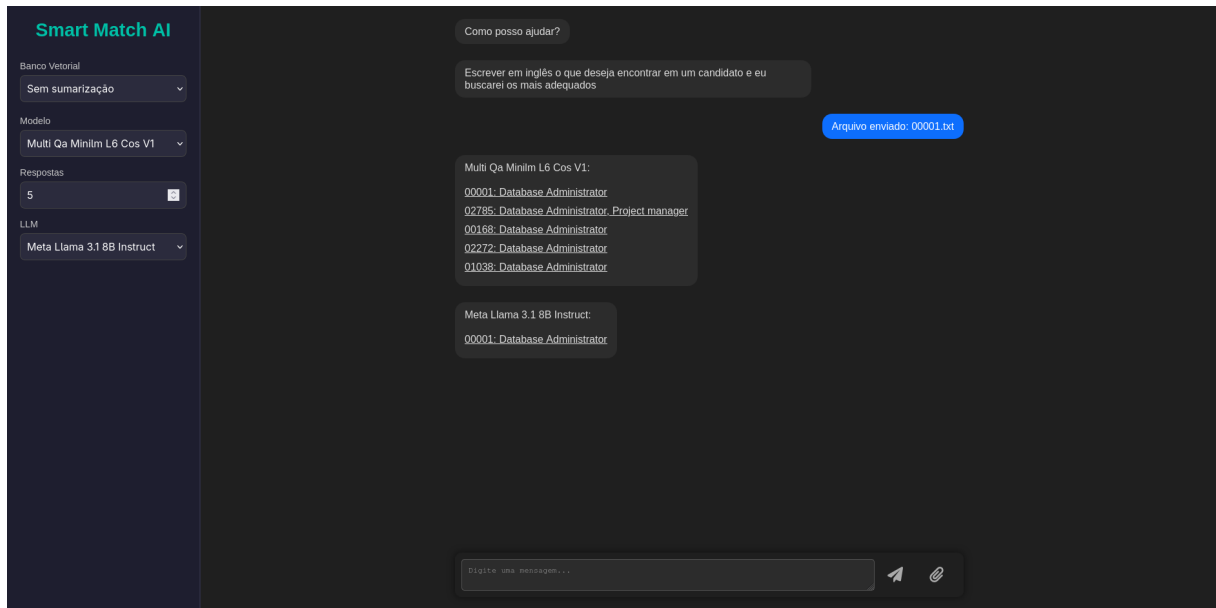 Smart Match AI
Banco Vetorial
Sem sumarização
Modelo
Multi Qa Minilm L6 Cos V1
Respostas
5
LLM
Meta Llama 3.1 8B Instruct
Como posso ajudar?
Escrever em inglês o que deseja encontrar em um candidato e eu
buscarei os mais adequados
Arquivo enviado: 00001.txt
Multi Qa Minilm L6 Cos V1:
00001: Database Administrator
02785: Database Administrator, Project manager
00168: Database Administrator
02272: Database Administrator
01038: Database Administrator
Meta Llama 3.1 8B Instruct:
00001: Database Administrator
Digite uma mensagem...